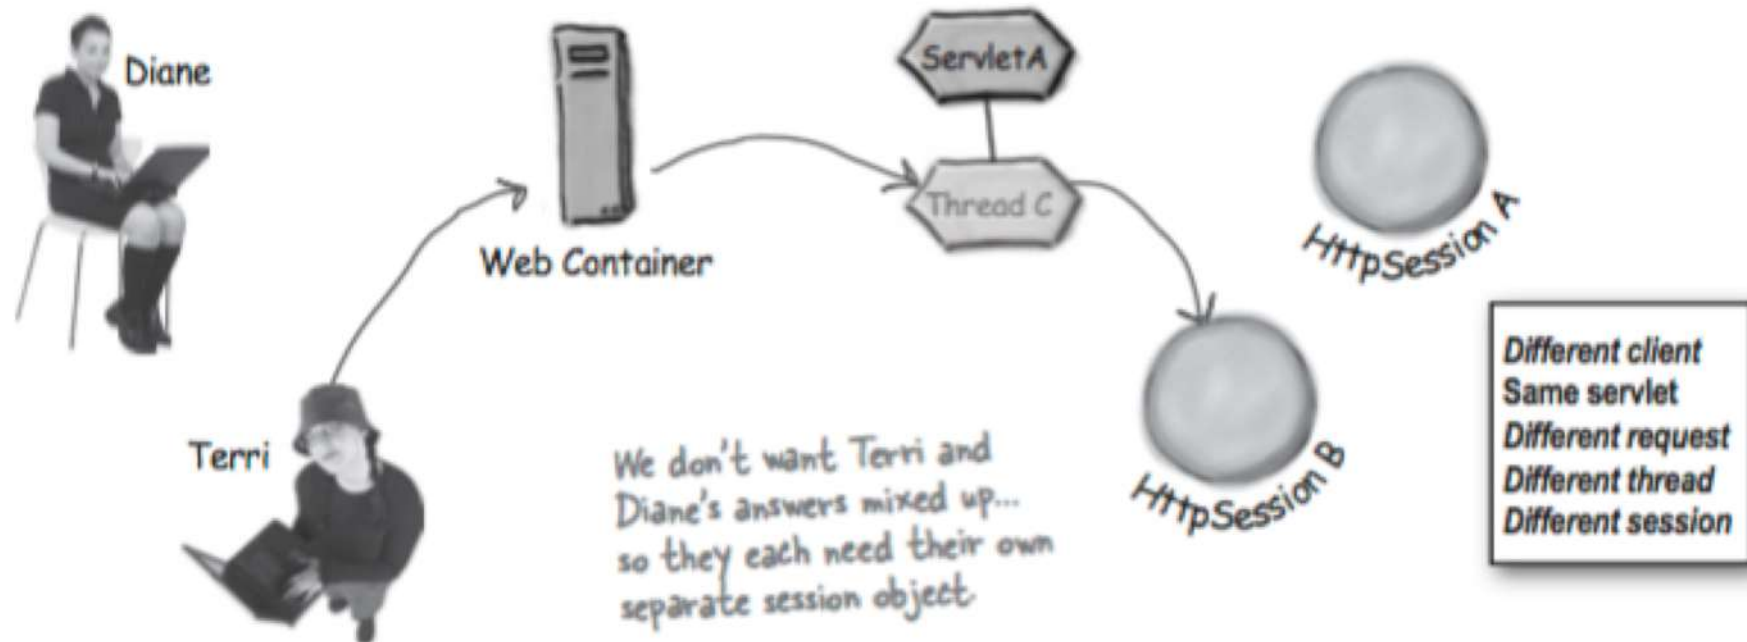 Diane
ServletA
Thread C
Web Container
HttpSession A
Terri
HttpSession B
We don't want Terri and
Diane's answers mixed up...
so they each need their own
separate session object.
Different client
Same servlet
Different request
Different thread
Different session